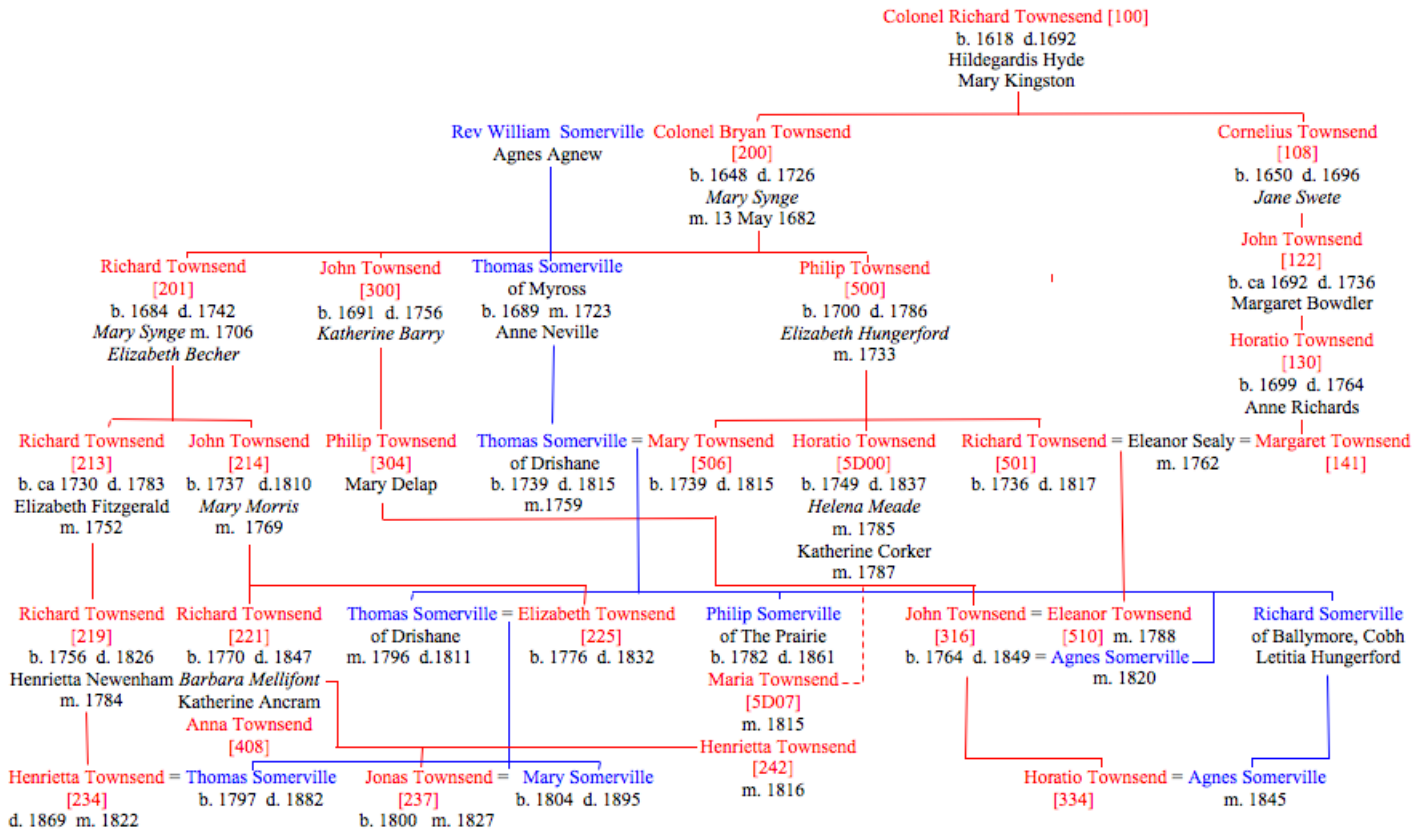 Colonel Richard Townesend [100]
b. 1618 d.1692
Hildegardis Hyde
Mary Kingston
Rev William Somerville
Agnes Agnew
Colonel Bryan Townsend
[200]
b. 1648 d. 1726
Mary Synge
m. 13 May 1682
Cornelius Townsend
[108]
b. 1650 d. 1696
Jane Swete
Richard Townsend
[201]
b. 1684 d. 1742
Mary Synge m. 1706
Elizabeth Becher
John Townsend
[300]
b. 1691 d. 1756
Katherine Barry
Thomas Somerville
of Myross
b. 1689 m. 1723
Anne Neville
Philip Townsend
[500]
b. 1700 d. 1786
Elizabeth Hungerford
m. 1733
John Townsend
[122]
b. ca 1692 d. 1736
Margaret Bowdler
Horatio Townsend
[130]
b. 1699 d. 1764
Anne Richards
Richard Townsend
[213]
b. ca 1730 d. 1783
Elizabeth Fitzgerald
m. 1752
John Townsend
[214]
b. 1737 d.1810
Mary Morris
m. 1769
Philip Townsend
[304]
Mary Delap
Thomas Somerville =
of Drishane
b. 1739 d. 1815
m.1759
Mary Townsend
[506]
b. 1739 d. 1815
Horatio Townsend
[5D00]
b. 1749 d. 1837
Helena Meade
m. 1785
Katherine Corker
m. 1787
Richard Townsend = Eleanor Sealy = Margaret Townsend
[501]
b. 1736 d. 1817
m. 1762
[141]
Richard Townsend
[219]
b. 1756 d. 1826
Henrietta Newenham
m. 1784
Richard Townsend
[221]
b. 1770 d. 1847
Barbara Mellifont
Katherine Ancram
Anna Townsend
[408]
Thomas Somerville =
of Drishane
m. 1796 d.1811
Elizabeth Townsend
[225]
b. 1776 d. 1832
Philip Somerville
of The Prairie
b. 1782 d. 1861
Maria Townsend
[5D07]
m. 1815
Henrietta Townsend
[242]
m. 1816
John Townsend = Eleanor Townsend
[316]
[510] m. 1788
b. 1764 d. 1849 = Agnes Somerville
m. 1820
Richard Somerville
of Ballymore, Cobh
Letitia Hungerford
Henrietta Townsend = Thomas Somerville
[234]
d. 1869 m. 1822
b. 1797 d. 1882
Jonas Townsend = Mary Somerville
[237]
b. 1800 m. 1827
b. 1804 d. 1895
Horatio Townsend = Agnes Somerville
[334]
m. 1845